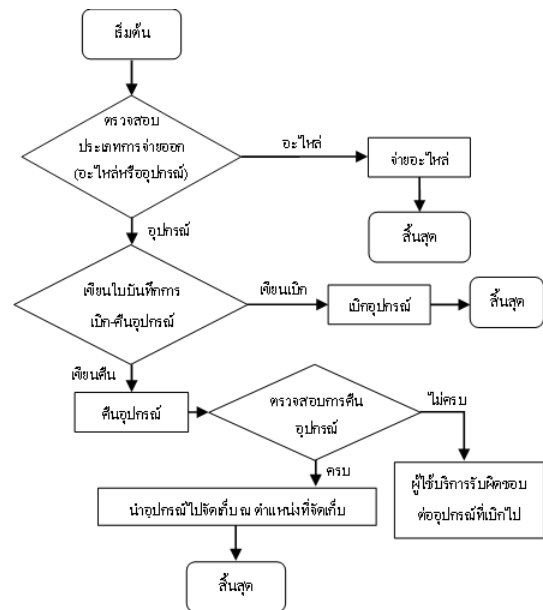 เริ่มต้น
ตรวจสอบ
ประเภทการจ่ายออก
(อะไหล่หรืออุปกรณ์)
อะไหล่
จ่ายอะไหล่
สิ้นสุด
อุปกรณ์
เขียนใบบันทึกการ
เบิก-คืนอุปกรณ์
เขียนเบิก
เบิกอุปกรณ์
สิ้นสุด
เขียนคืน
คืนอุปกรณ์
ตรวจสอบการคืน
อุปกรณ์
ไม่ครบ
ผู้ใช้บริการรับผิดชอบ
ต่ออุปกรณ์ที่เบิกไป
ครบ
นำอุปกรณ์ไปจัดเก็บ ณ ตำแหน่งที่จัดเก็บ
สิ้นสุด